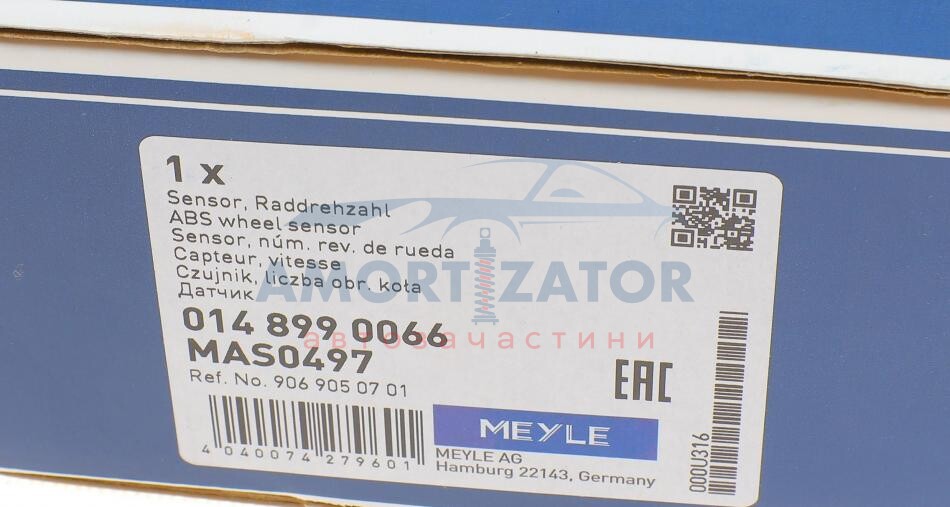 1 x
Sensor, Raddrehzahl
ABS wheel sensor
Sensor, núm. rev. de rueda
Capteur, vitesse
Czujnik, liczba obr. koła
Датчик
AMORTIZATOR
автозапчастини
014 899 0066
MAS0497
Ref. No. 906 905 07 01
EAC
4 040074 279601
MEYLE
MEYLE AG
Hamburg 22143, Germany
000U316